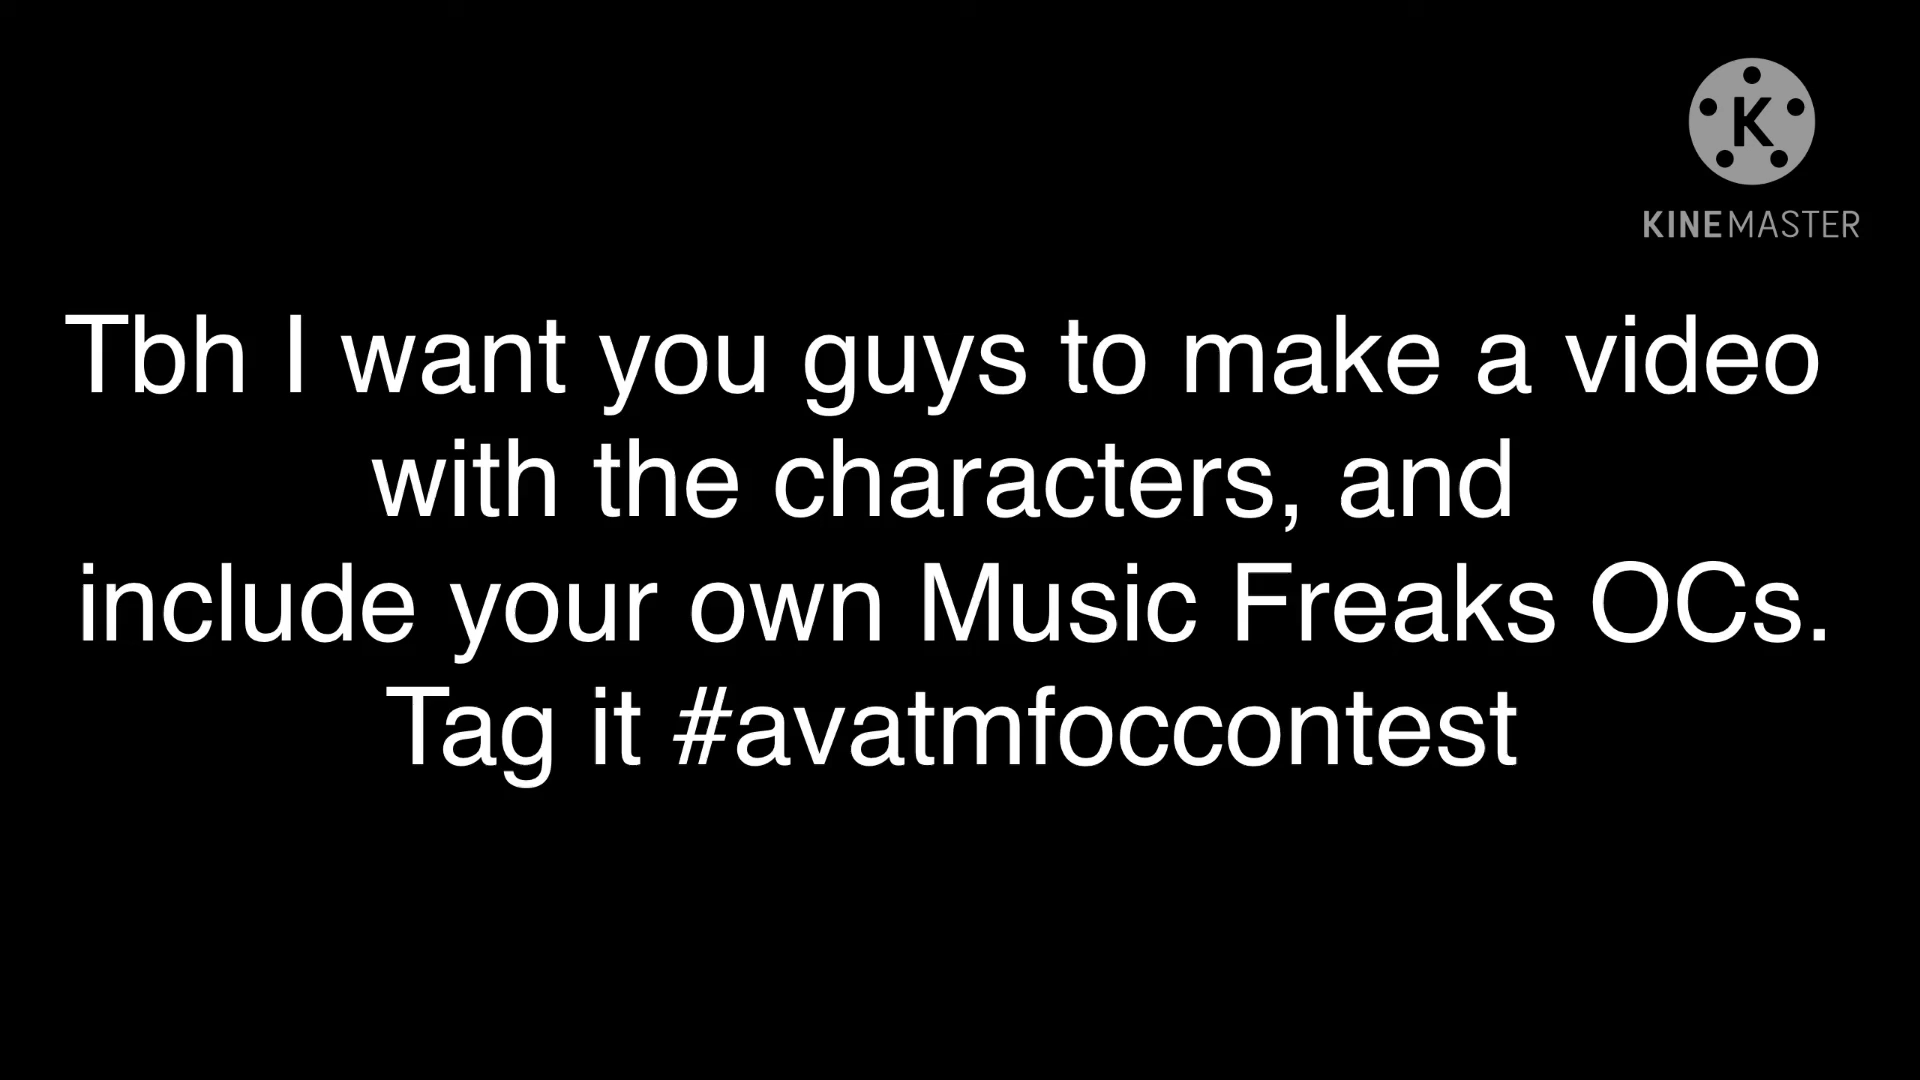 K
KINEMASTER
Tbh I want you guys to make a video
with the characters, and
include your own Music Freaks OCs.
Tag it #avatmfoccontest